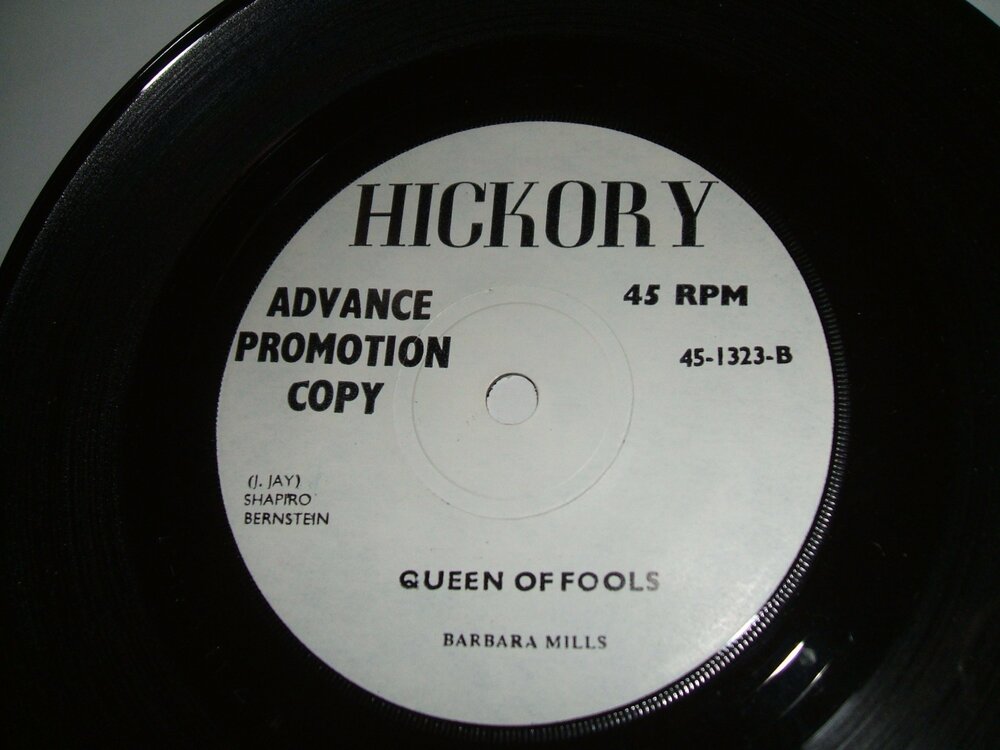 HICKORY
ADVANCE
PROMOTION
COPY
45 RPM
45-1323-B
(J. JAY)
SHAPIRO
BERNSTEIN
QUEEN OF FOOLS
BARBARA MILLS